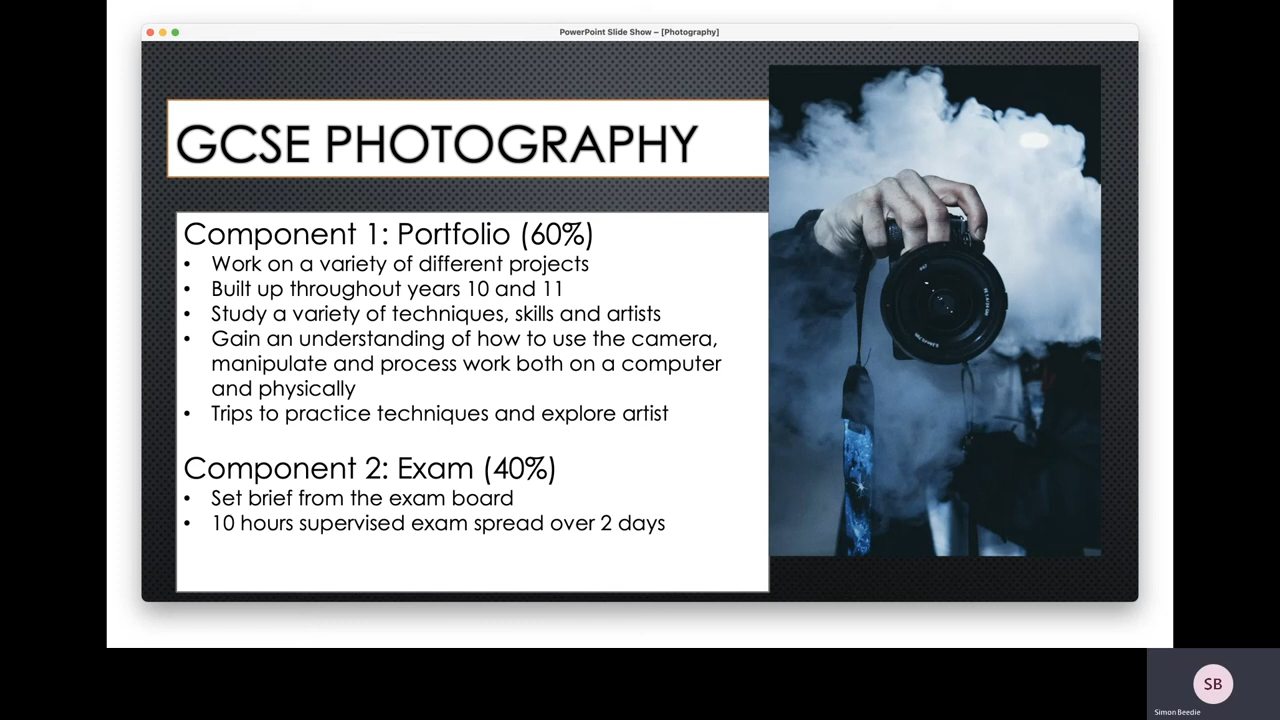 PowerPoint Slide Show – [Photography]
GCSE PHOTOGRAPHY
Component 1: Portfolio (60%)
• Work on a variety of different projects
• Built up throughout years 10 and 11
• Study a variety of techniques, skills and artists
• Gain an understanding of how to use the camera,
manipulate and process work both on a computer
and physically
• Trips to practice techniques and explore artist
Component 2: Exam (40%)
• Set brief from the exam board
• 10 hours supervised exam spread over 2 days
SB
Simon Beedie